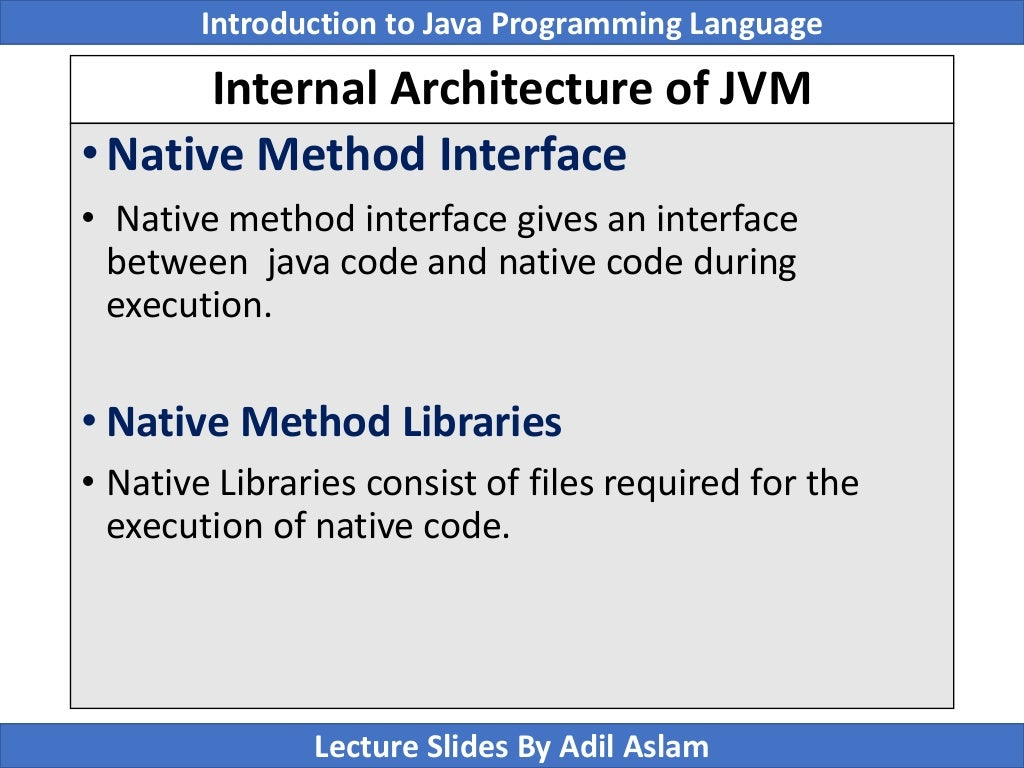 Introduction to Java Programming Language
Internal Architecture of JVM
• Native Method Interface
• Native method interface gives an interface
between  java code and native code during
execution.
• Native Method Libraries
• Native Libraries consist of files required for the
execution of native code.
Lecture Slides By Adil Aslam